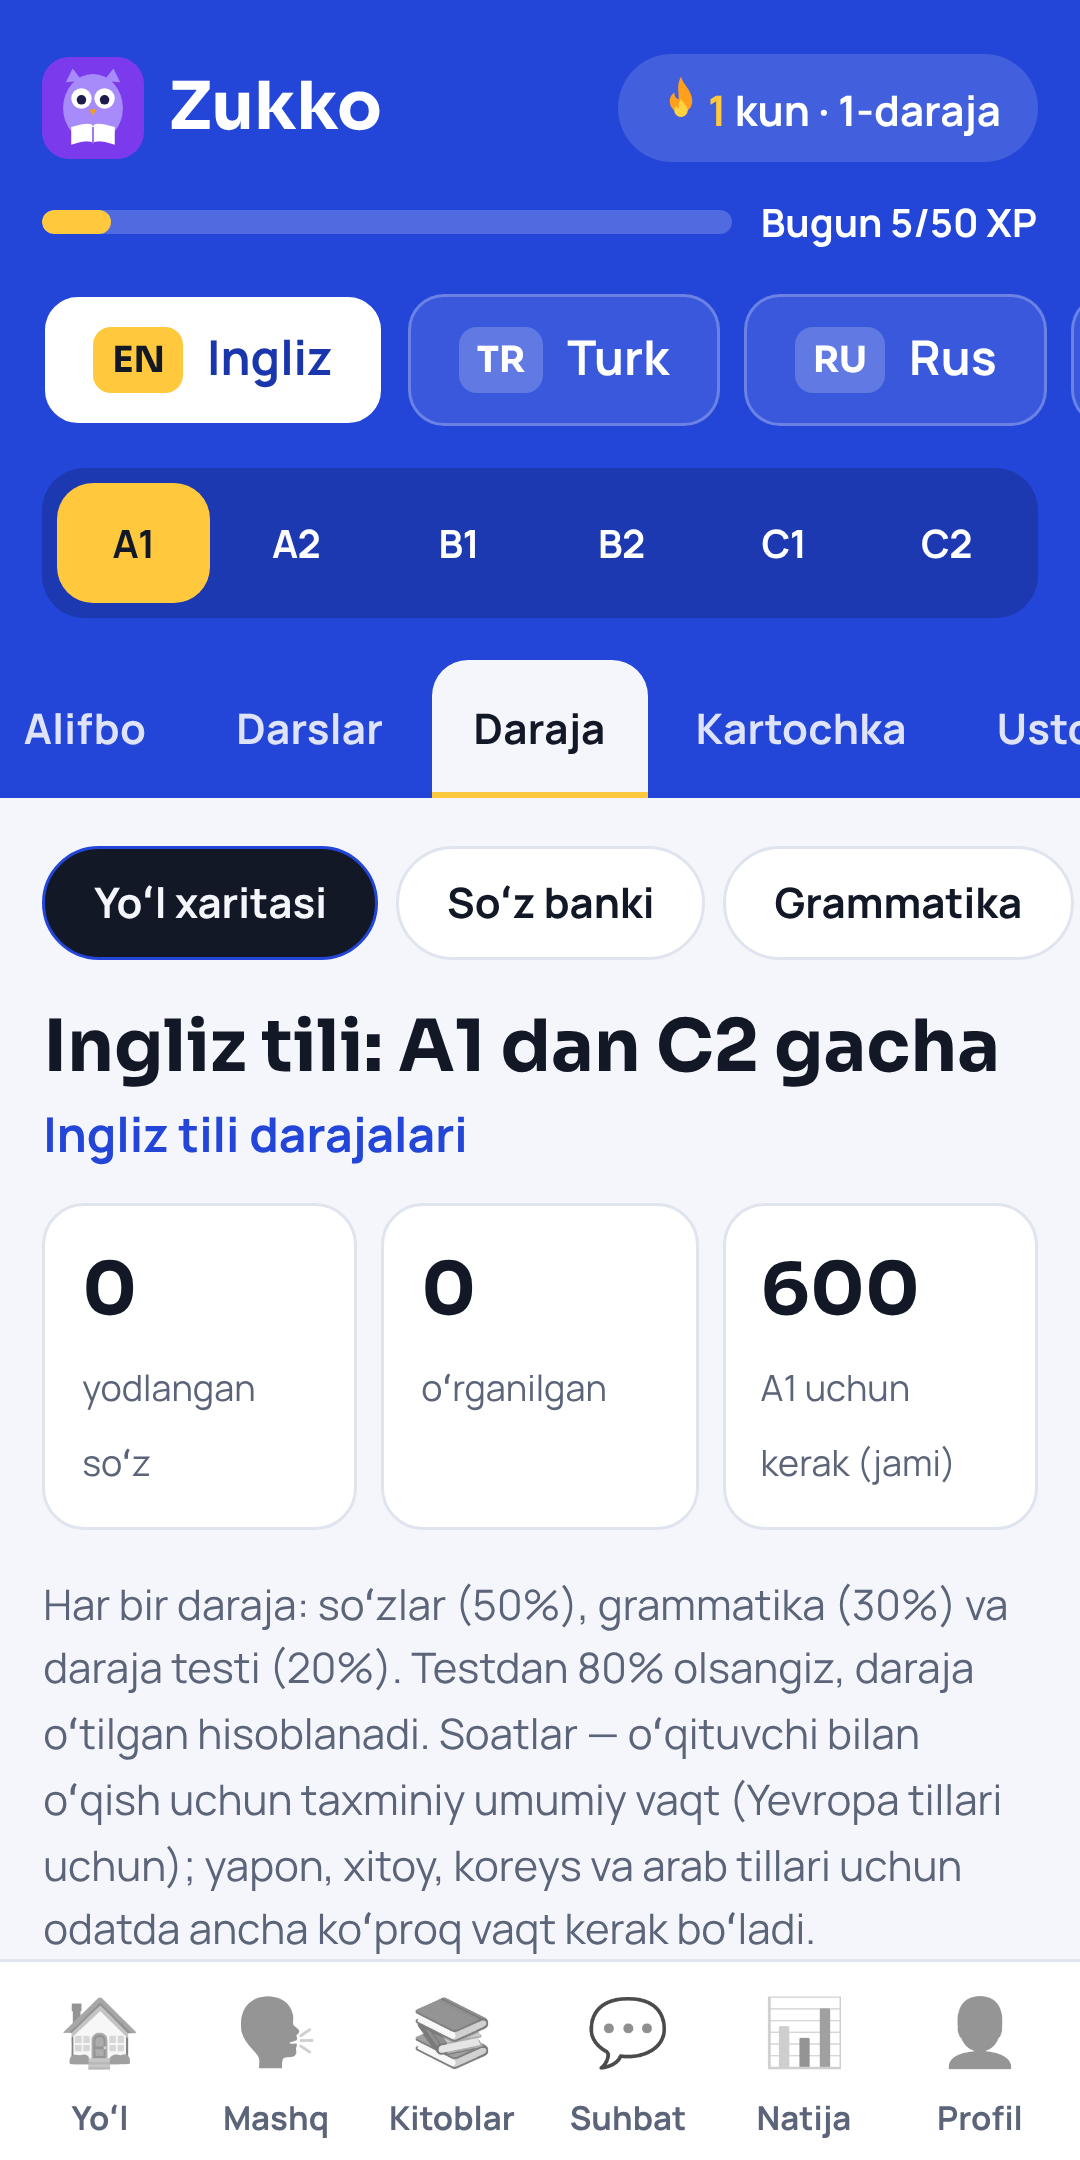 Zukko
1 kun · 1-daraja
Bugun 5/50 XP
EN Ingliz
TR Turk
RU Rus
A1 A2 B1 B2 C1 C2
Alifbo Darslar Daraja Kartochka
Yoʻl xaritasi
Soʻz banki
Grammatika
Ingliz tili: A1 dan C2 gacha
Ingliz tili darajalari
0
yodlangan
soʻz
0
oʻrganilgan
600
A1 uchun
kerak (jami)
Har bir daraja: soʻzlar (50%), grammatika (30%) va
daraja testi (20%). Testdan 80% olsangiz, daraja
oʻtilgan hisoblanadi. Soatlar — oʻqituvchi bilan
oʻqish uchun taxminiy umumiy vaqt (Yevropa tillari
uchun); yapon, xitoy, koreys va arab tillari uchun
odatda ancha koʻproq vaqt kerak boʻladi.
Yoʻl Mashq Kitoblar Suhbat Natija Profil